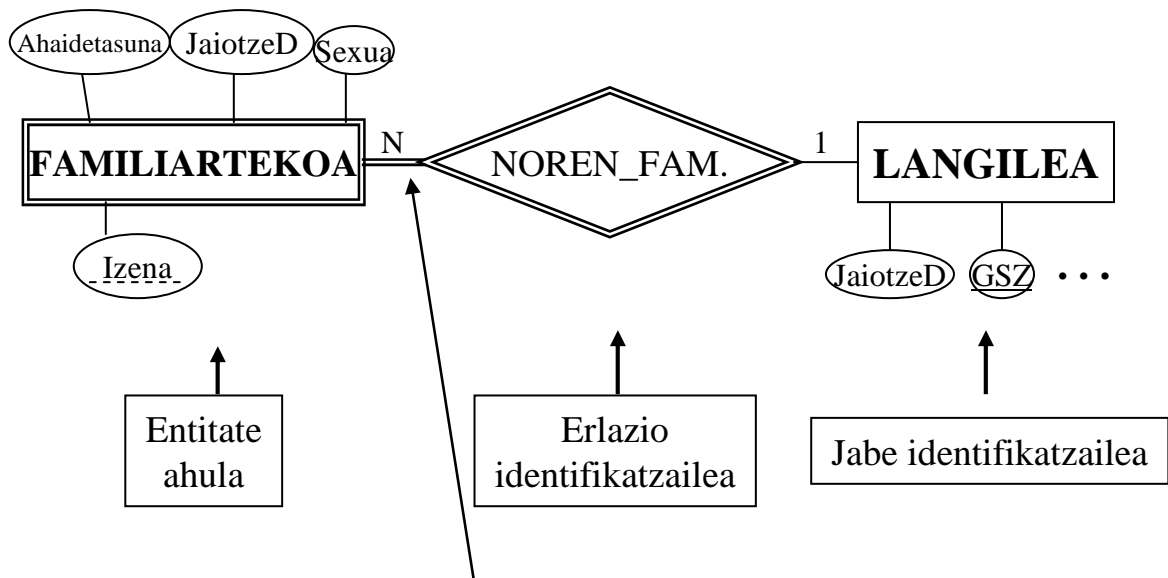 Ahaidetasuna JaiotzeD Sexua
FAMILIARTEKOA N NOREN_FAM. 1 LANGILEA
Izena JaiotzeD GSZ ...
Entitate
ahula
Erlazio
identifikatzailea
Jabe identifikatzailea